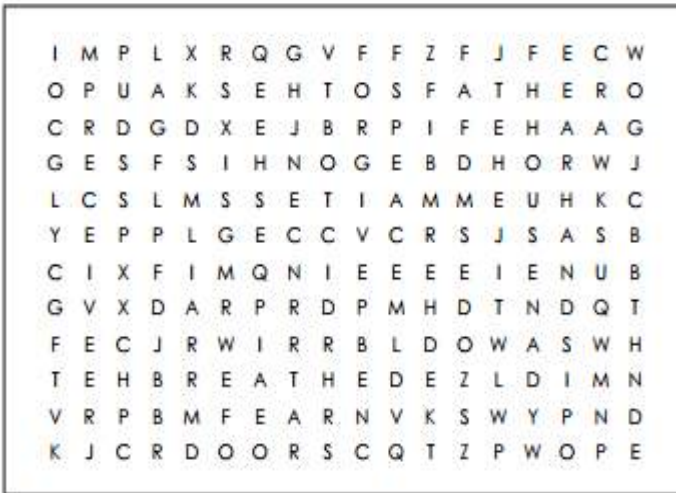 I M P L X R Q G V F F Z F J F E C W
O P U A K S E H T O S F A T H E R O
C R D G D X E J B R P I F E H A A G
G E S F S I H N O G E B D H O R W J
L C S L M S S E T I A M M E U H K C
Y E P P L G E C C V C R S J S A S B
C I X F I M Q N I E E E E I E N U B
G V X D A R P R D P M H D T N D Q T
F E C J R W I R R B L D O W A S W H
T E H B R E A T H E D E Z L D I M N
V R P B M F E A R N V K S W Y P N D
K J C R D O O R S C Q T Z P W O P E